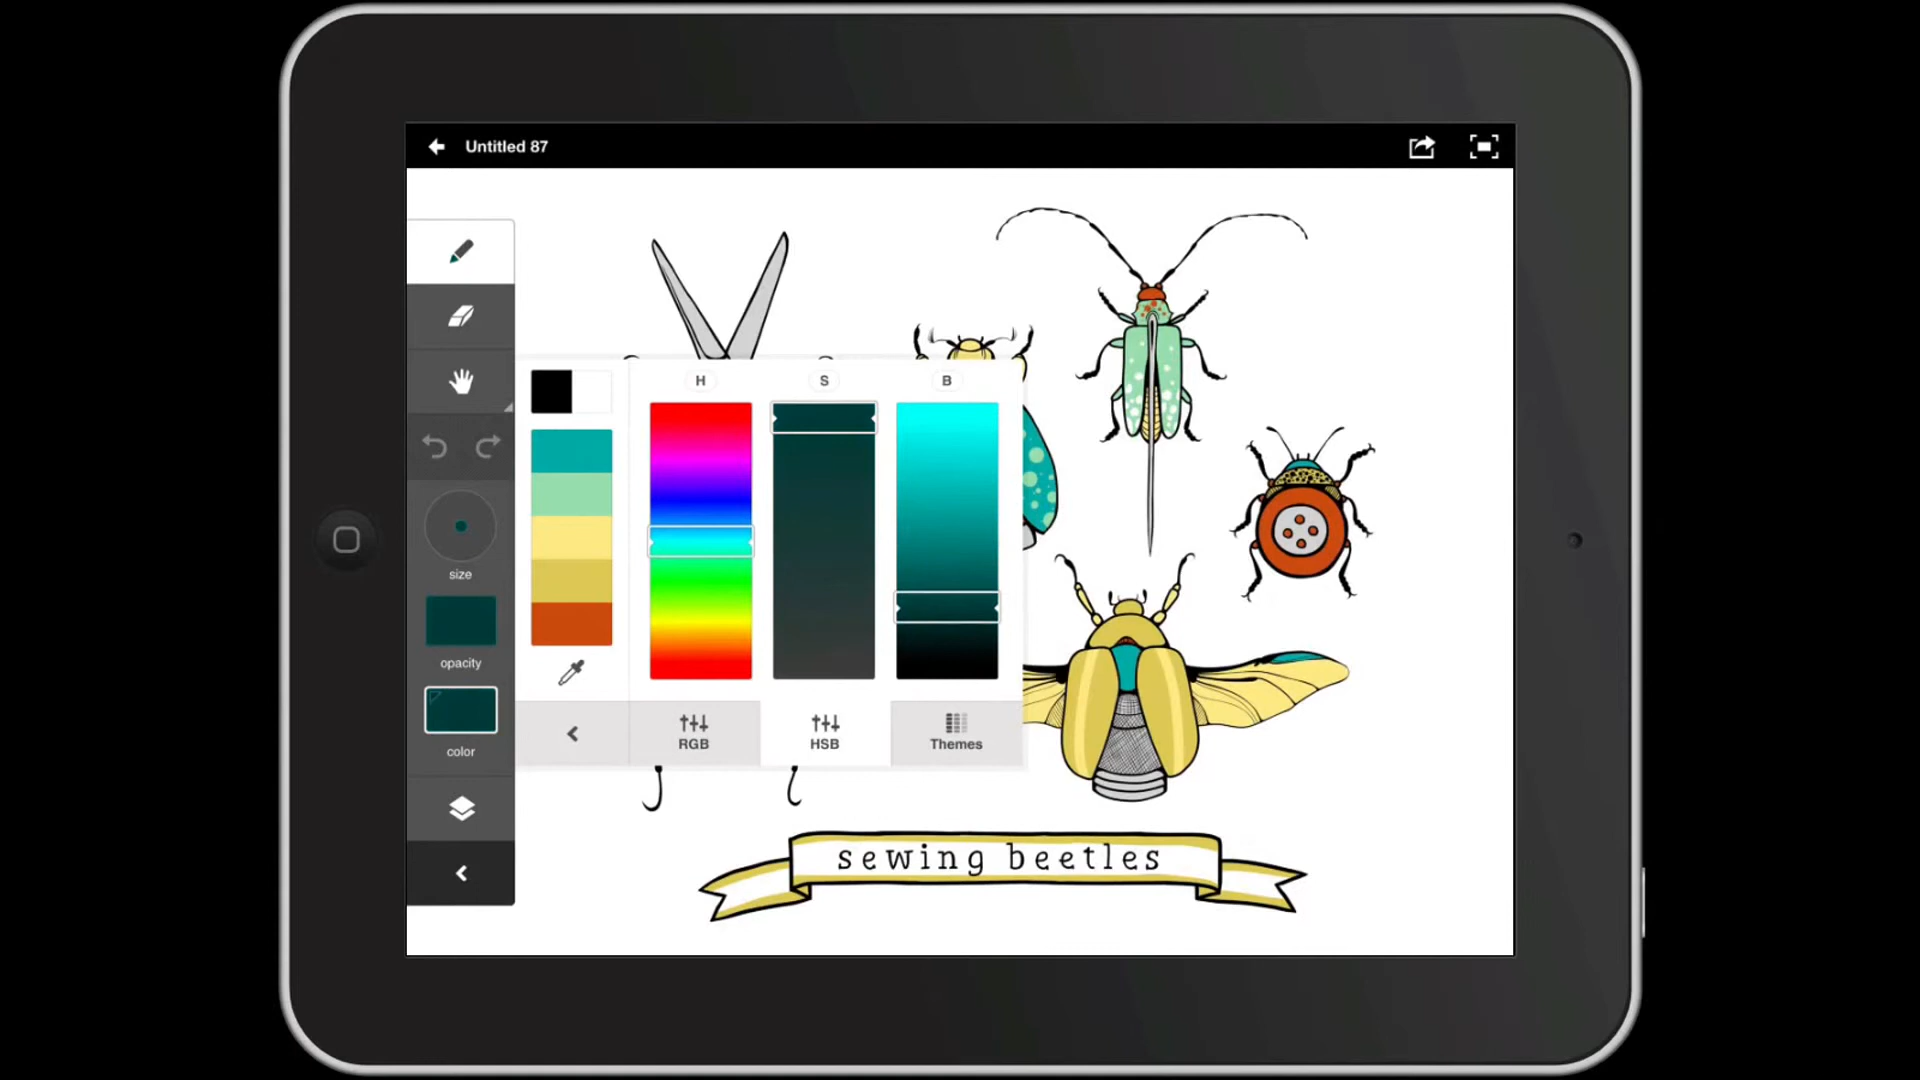 Untitled 87
H S B
size
opacity
color
RGB
HSB
Themes
sewing beetles